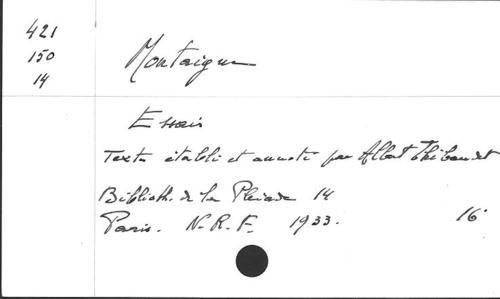 421
150
14
Montaigne
Essais
Texte établi et annoté par Albert Thibaudet
Biblioth. de la Pleiade 14
Paris. N.R.F. 1933. 16°